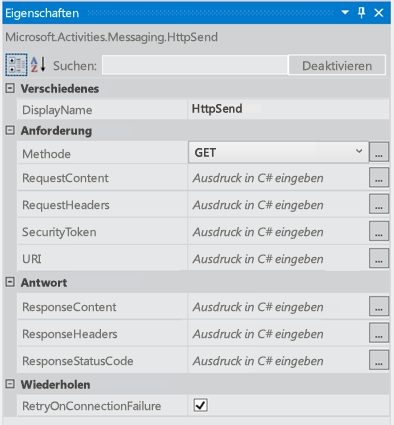 Eigenschaften
Microsoft.Activities.Messaging.HttpSend
Suchen: Deaktivieren
Verschiedenes
DisplayName HttpSend
Anforderung
Methode GET ...
RequestContent Ausdruck in C# eingeben ...
RequestHeaders Ausdruck in C# eingeben ...
SecurityToken Ausdruck in C# eingeben ...
URI Ausdruck in C# eingeben ...
Antwort
ResponseContent Ausdruck in C# eingeben ...
ResponseHeaders Ausdruck in C# eingeben ...
ResponseStatusCode Ausdruck in C# eingeben ...
Wiederholen
RetryOnConnectionFailure